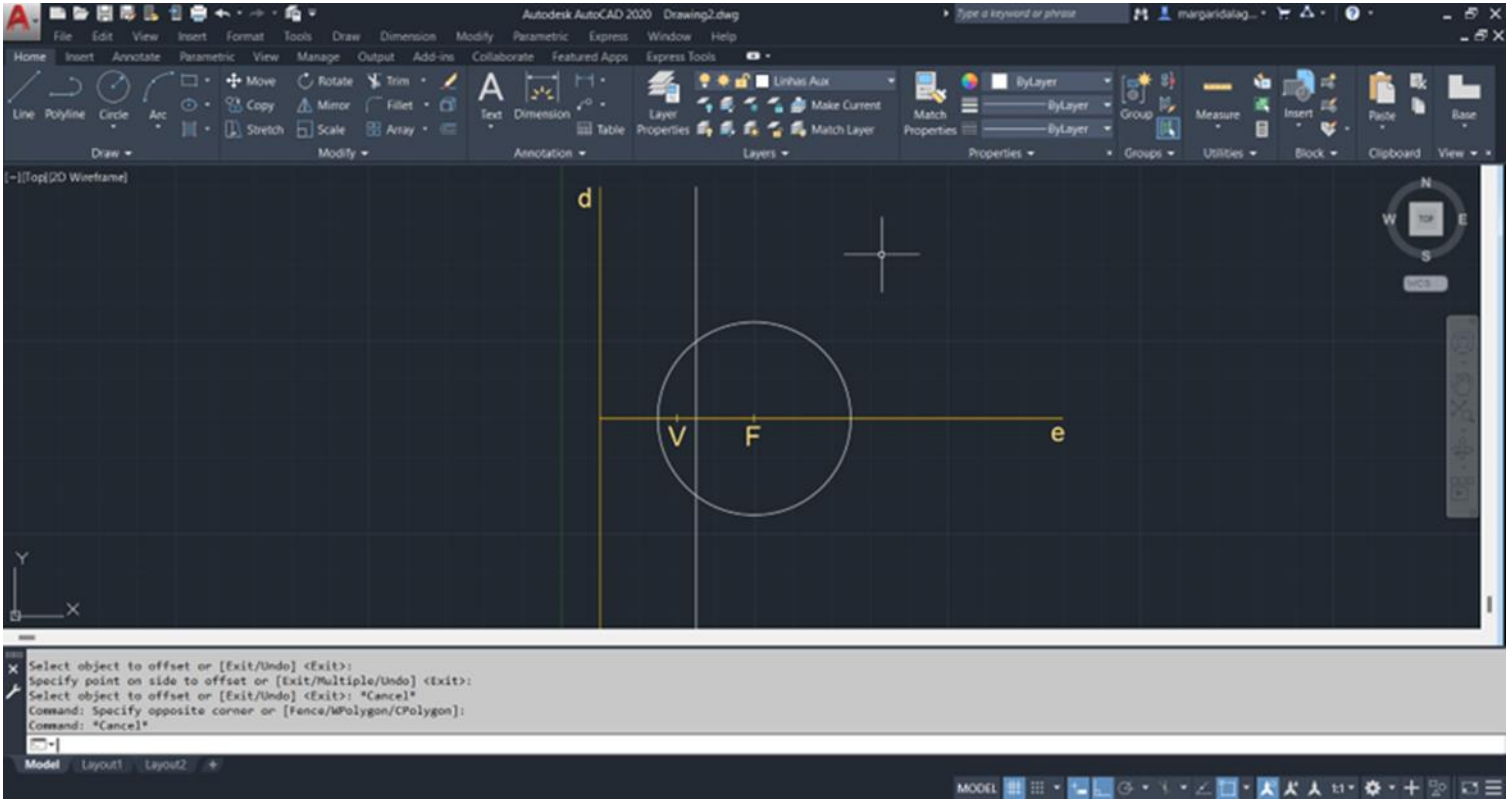 Autodesk AutoCAD 2020 Drawing2.dwg
Type a keyword or phrase
margaridalag...
File Edit View Insert Format Tools Draw Dimension Modify Parametric Express Window Help
Home Insert Annotate Parametric View Manage Output Add-ins Collaborate Featured Apps Express Tools
Move Rotate Trim Linhas Aux ByLayer
Line Polyline Circle Arc Copy Mirror Fillet Text Dimension Layer Properties Make Current Match Properties ByLayer Group Measure Insert Paste Base
Stretch Scale Array Table Match Layer ByLayer
Draw Modify Annotation Layers Properties Groups Utilities Block Clipboard View
[-][Top][2D Wireframe]
d
N
W TOP E
S
WCS
V F e
Y
X
Select object to offset or [Exit/Undo] <Exit>:
Specify point on side to offset or [Exit/Multiple/Undo] <Exit>:
Select object to offset or [Exit/Undo] <Exit>: *Cancel*
Command: Specify opposite corner or [Fence/WPolygon/CPolygon]:
Command: *Cancel*
Model Layout1 Layout2 +
MODEL 1:1